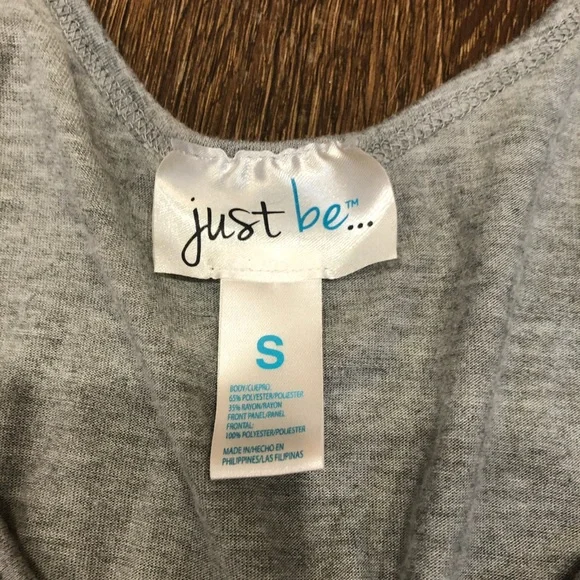 just be™...
S
BODY/CUERPO:
65% POLYESTER/POLIESTER
35% RAYON/RAYON
FRONT PANEL/PANEL
FRONTAL:
100% POLYESTER/POLIESTER
MADE IN/HECHO EN
PHILIPPINES/LAS FILIPINAS